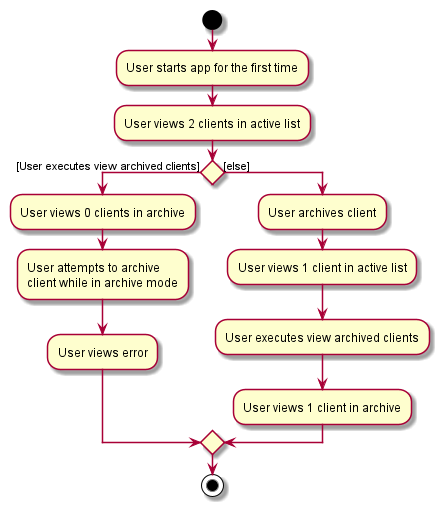 User starts app for the first time
User views 2 clients in active list
[User executes view archived clients]
[else]
User views 0 clients in archive
User attempts to archive
client while in archive mode
User views error
User archives client
User views 1 client in active list
User executes view archived clients
User views 1 client in archive